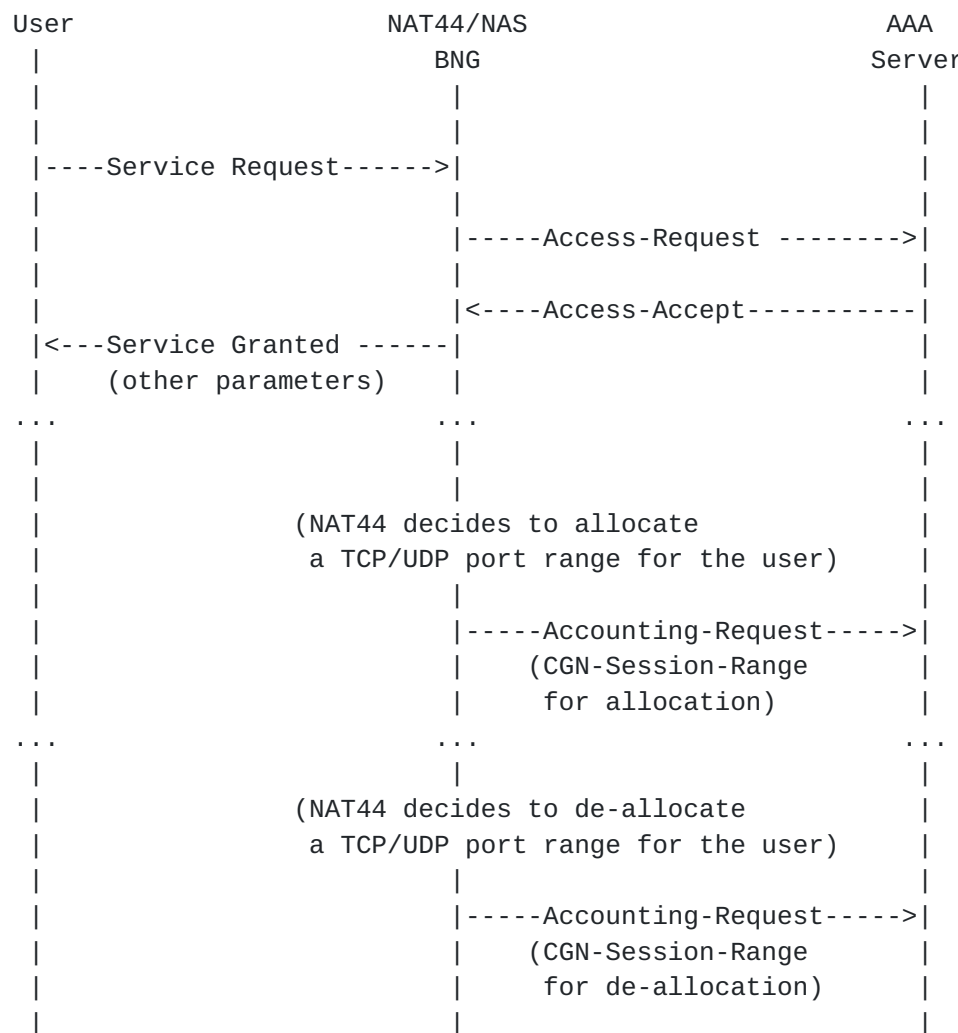 User                    NAT44/NAS                       AAA
 |                         BNG                         Server
 |                          |                             |
 |                          |                             |
 |----Service Request------>|                             |
 |                          |                             |
 |                          |-----Access-Request -------->|
 |                          |                             |
 |                          |<----Access-Accept-----------|
 |<---Service Granted ------|                             |
 |    (other parameters)    |                             |
...                        ...                           ...
 |                          |                             |
 |                          |                             |
 |                (NAT44 decides to allocate              |
 |                 a TCP/UDP port range for the user)     |
 |                          |                             |
 |                          |-----Accounting-Request----->|
 |                          |    (CGN-Session-Range       |
 |                          |     for allocation)         |
...                        ...                           ...
 |                          |                             |
 |                (NAT44 decides to de-allocate           |
 |                 a TCP/UDP port range for the user)     |
 |                          |                             |
 |                          |-----Accounting-Request----->|
 |                          |    (CGN-Session-Range       |
 |                          |     for de-allocation)      |
 |                          |                             |